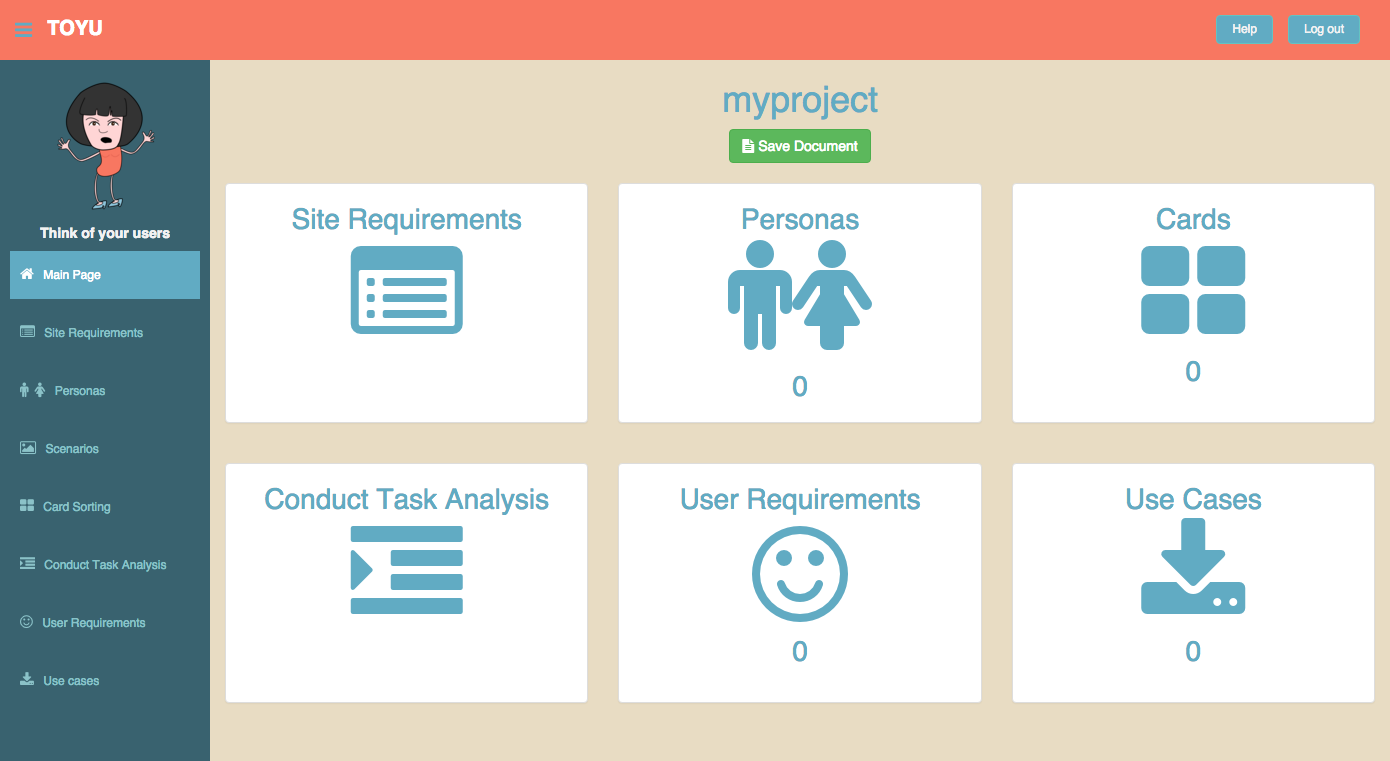 TOYU
Help
Log out
Think of your users
Main Page
Site Requirements
Personas
Scenarios
Card Sorting
Conduct Task Analysis
User Requirements
Use cases
myproject
Save Document
Site Requirements
Personas
0
Cards
0
Conduct Task Analysis
User Requirements
0
Use Cases
0